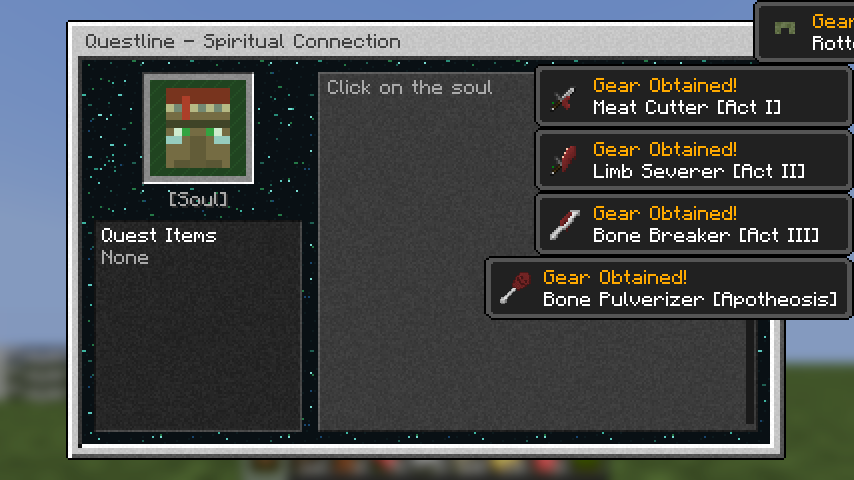 Questline - Spiritual Connection
[Soul]
Quest Items
None
Click on the soul
Gear
Gear Obtained!
Meat Cutter [Act I]
Gear Obtained!
Limb Severer [Act II]
Gear Obtained!
Bone Breaker [Act III]
Gear Obtained!
Bone Pulverizer [Apotheosis]